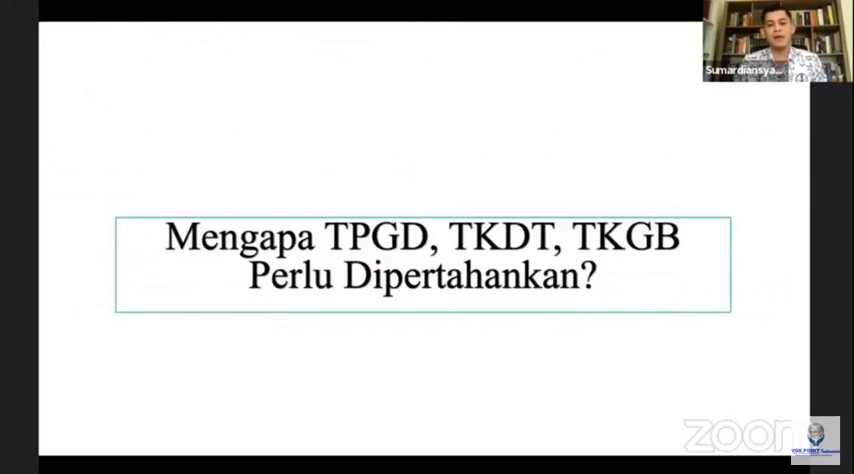 Sumardiansya...
Mengapa TPGD, TKDT, TKGB
Perlu Dipertahankan?
zoom